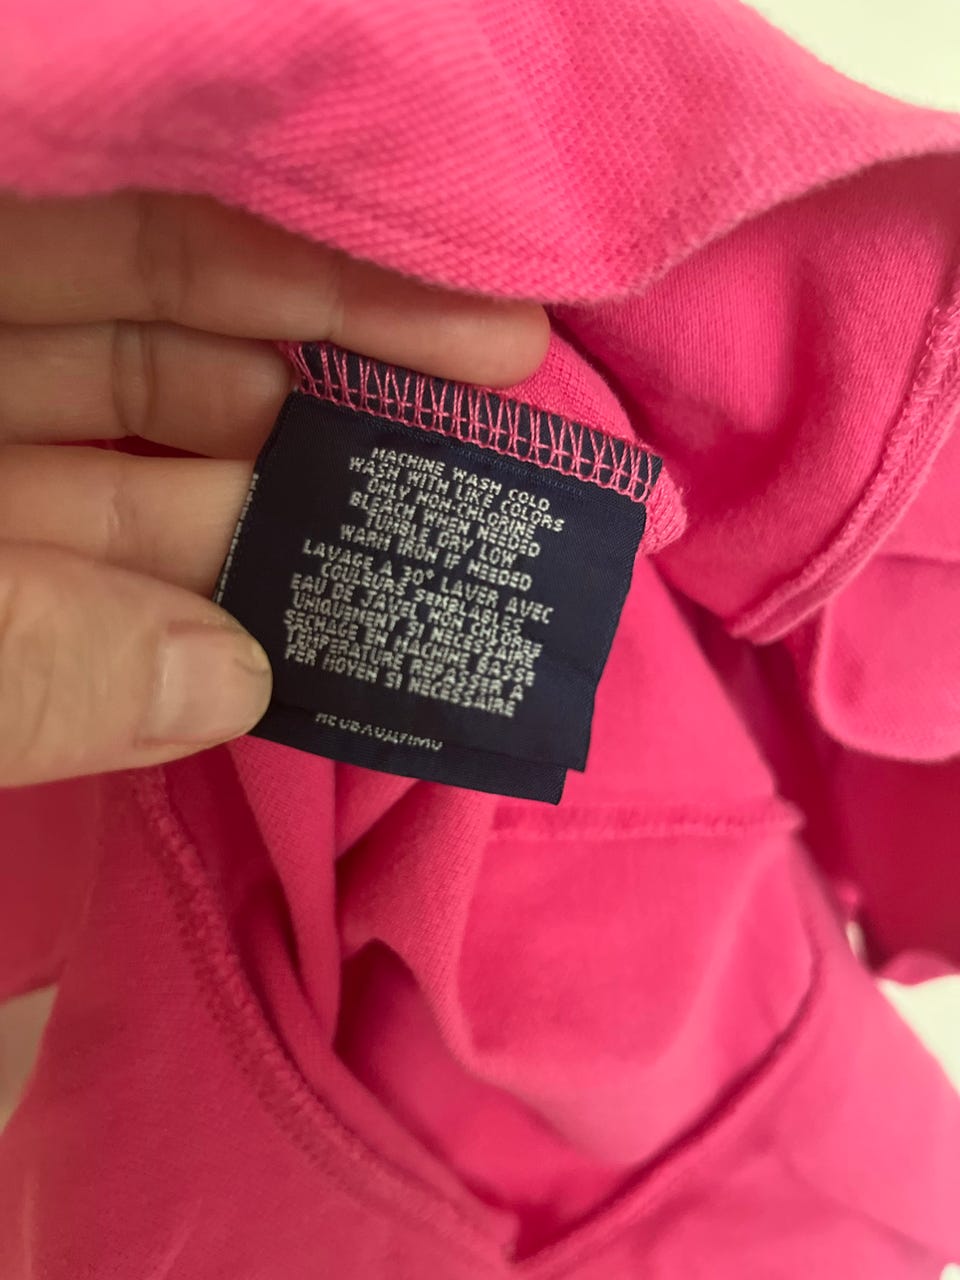 MACHINE WASH COLD
WASH WITH LIKE COLORS
ONLY NON-CHLORINE
BLEACH WHEN NEEDED
TUMBLE DRY LOW
WARM IRON IF NEEDED
LAVAGE A 30° LAVER AVEC
COULEURS SEMBLABLES
EAU DE JAVEL NON CHLORE
UNIQUEMENT SI NECESSAIRE
SECHAGE EN MACHINE BASSE
TEMPERATURE REPASSER A
FER MOYEN SI NECESSAIRE